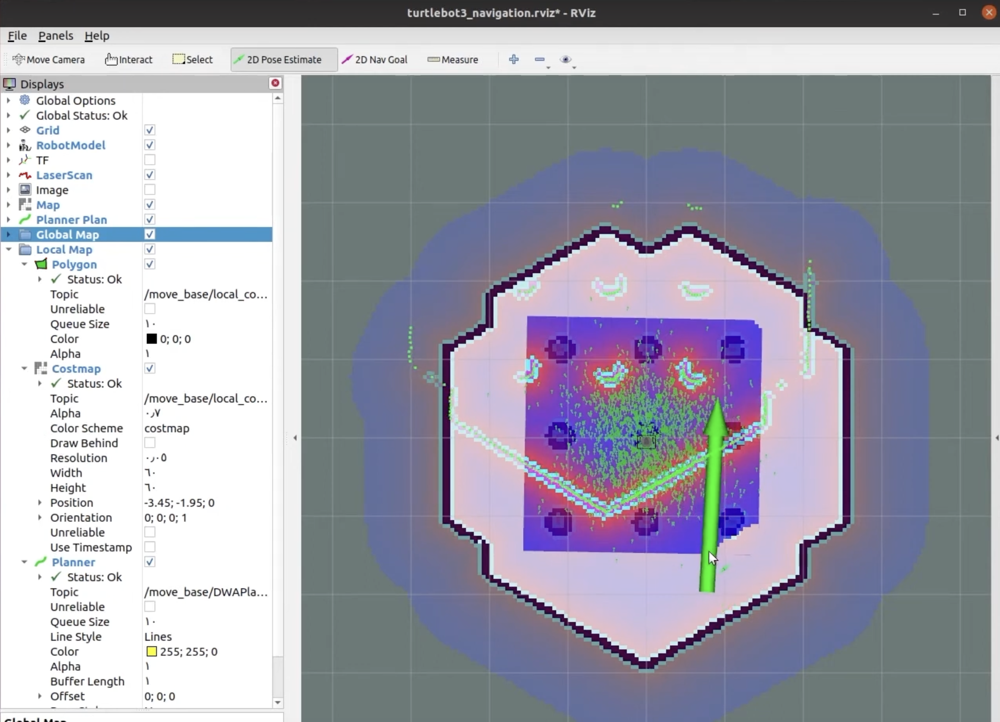 turtlebot3_navigation.rviz* - RViz
File Panels Help
Move Camera Interact Select 2D Pose Estimate 2D Nav Goal Measure
Displays
Global Options
Global Status: Ok
Grid
RobotModel
TF
LaserScan
Image
Map
Planner Plan
Global Map
Local Map
Polygon
Status: Ok
Topic /move_base/local_co...
Unreliable
Queue Size ١٠
Color 0; 0; 0
Alpha ١
Costmap
Status: Ok
Topic /move_base/local_co...
Alpha ٠٫٧
Color Scheme costmap
Draw Behind
Resolution ٠٫٠٥
Width ٦٠
Height ٦٠
Position -3.45; -1.95; 0
Orientation 0; 0; 0; 1
Unreliable
Use Timestamp
Planner
Status: Ok
Topic /move_base/DWAPla...
Unreliable
Queue Size ١٠
Line Style Lines
Color 255; 255; 0
Alpha ١
Buffer Length ١
Offset 0; 0; 0
Global Map